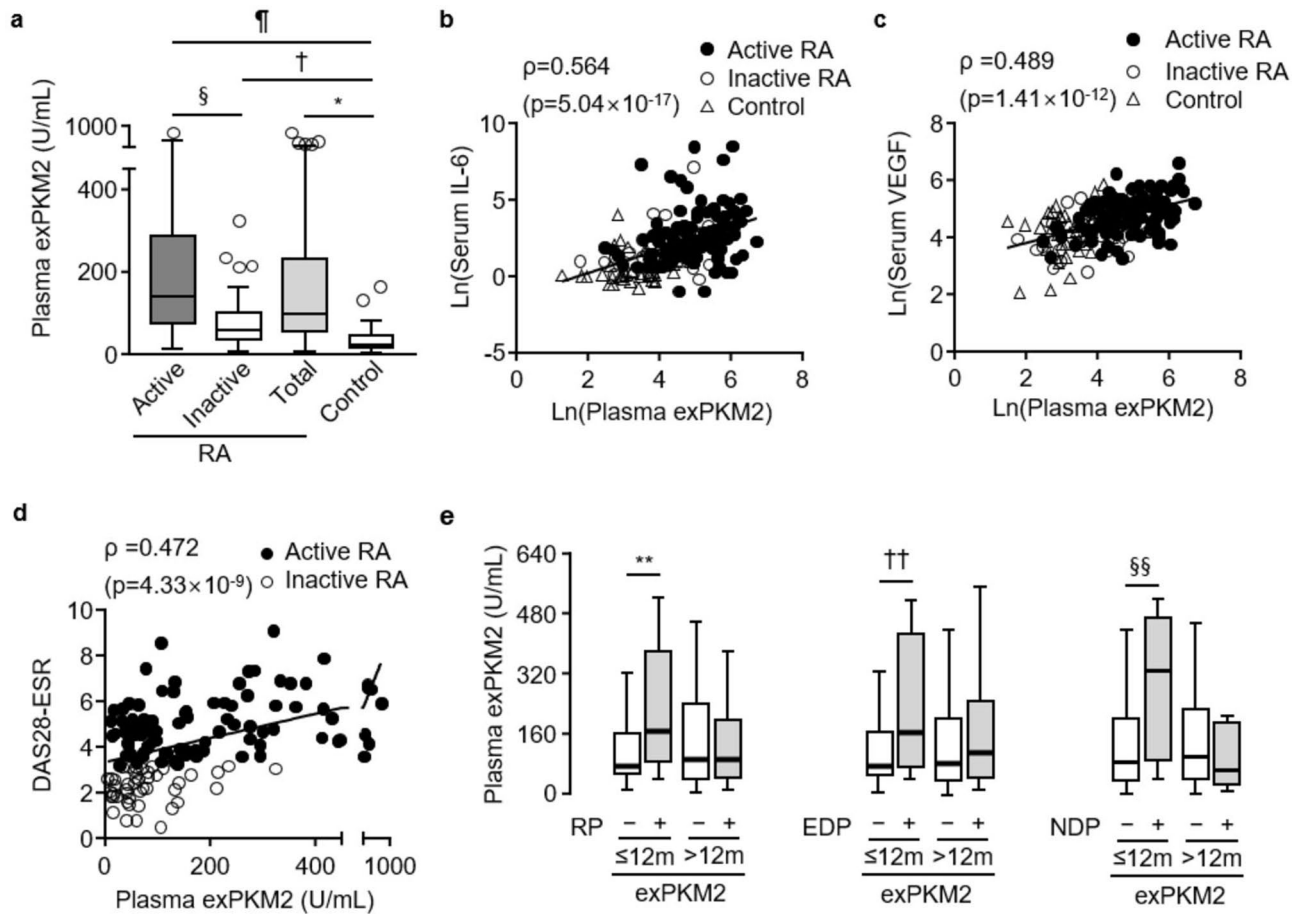 a
¶
†
§
*
Plasma exPKM2 (U/mL)
1000
400
200
0
Active
Inactive
Total
Control
RA
b
ρ=0.564
(p=5.04×10-17)
Active RA
Inactive RA
Control
Ln(Serum IL-6)
10
5
0
-5
0 2 4 6 8
Ln(Plasma exPKM2)
c
ρ =0.489
(p=1.41×10-12)
Active RA
Inactive RA
Control
Ln(Serum VEGF)
8
6
4
2
0
0 2 4 6 8
Ln(Plasma exPKM2)
d
ρ =0.472
(p=4.33×10-9)
Active RA
Inactive RA
DAS28-ESR
10
8
6
4
2
0
0 200 400 1000
Plasma exPKM2 (U/mL)
e
Plasma exPKM2 (U/mL)
640
480
320
160
0
**
††
§§
RP − + − +
≤12m >12m
exPKM2
EDP − + − +
≤12m >12m
exPKM2
NDP − + − +
≤12m >12m
exPKM2